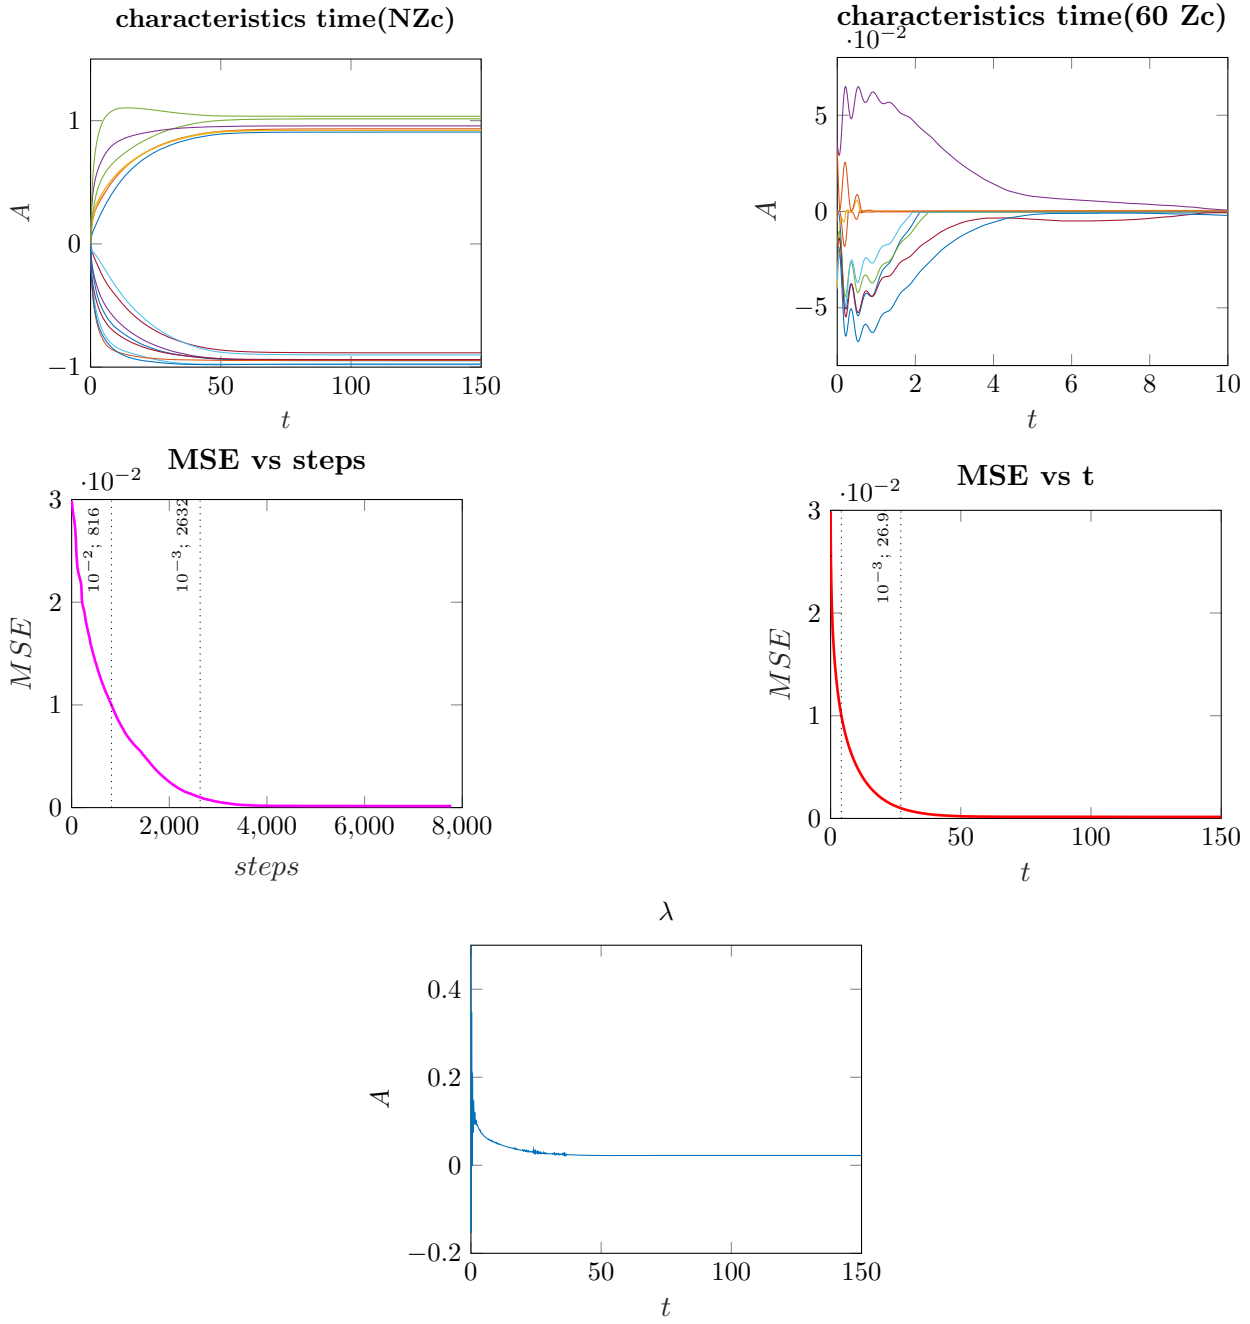 characteristics time(NZc)
1
0
−1
A
0 50 100 150
t
characteristics time(60 Zc)
·10−2
5
0
−5
A
0 2 4 6 8 10
t
MSE vs steps
·10−2
3
2
1
0
MSE
10−2; 816
10−3; 2632
0 2,000 4,000 6,000 8,000
steps
MSE vs t
·10−2
3
2
1
0
MSE
10−3; 26.9
0 50 100 150
t
λ
0.4
0.2
0
−0.2
A
0 50 100 150
t